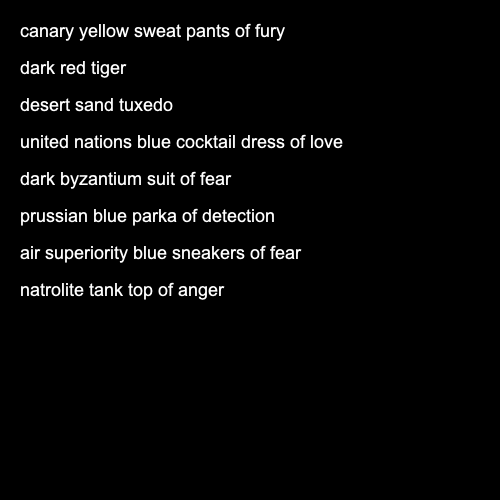 canary yellow sweat pants of fury
dark red tiger
desert sand tuxedo
united nations blue cocktail dress of love
dark byzantium suit of fear
prussian blue parka of detection
air superiority blue sneakers of fear
natrolite tank top of anger